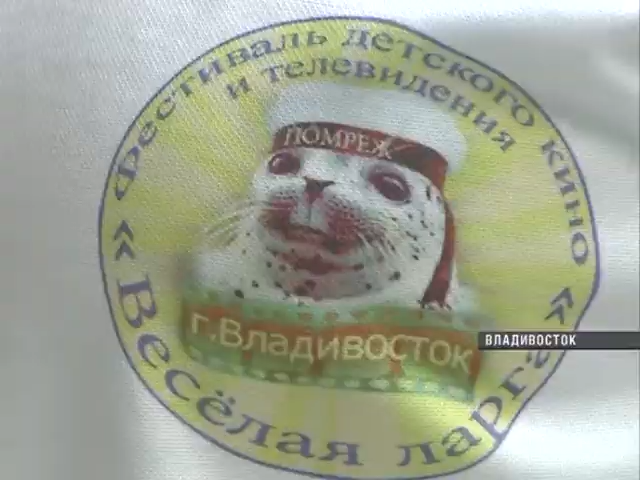 Фестиваль детского кино
и телевидения
ПОМРЕЖ
г.Владивосток
« Весёлая ларга »
ВЛАДИВОСТОК